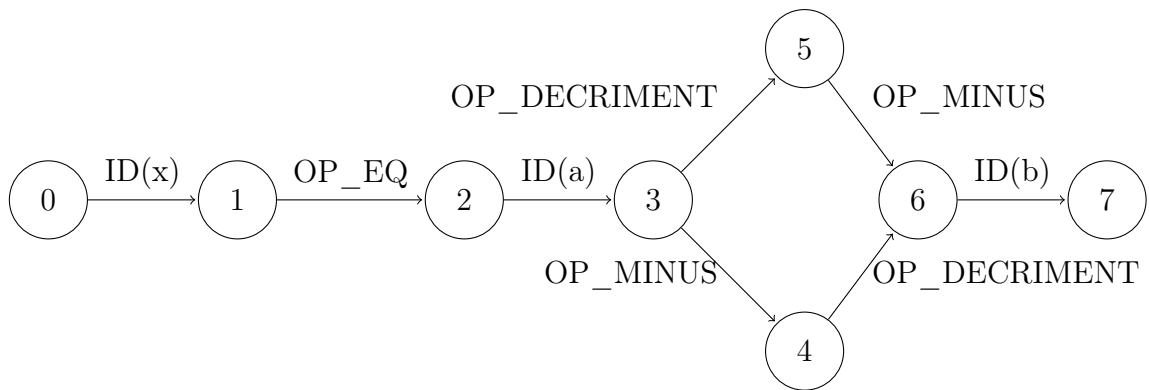 5
OP_DECRIMENT
OP_MINUS
ID(x)
OP_EQ
ID(a)
ID(b)
0
1
2
3
6
7
OP_MINUS
OP_DECRIMENT
4